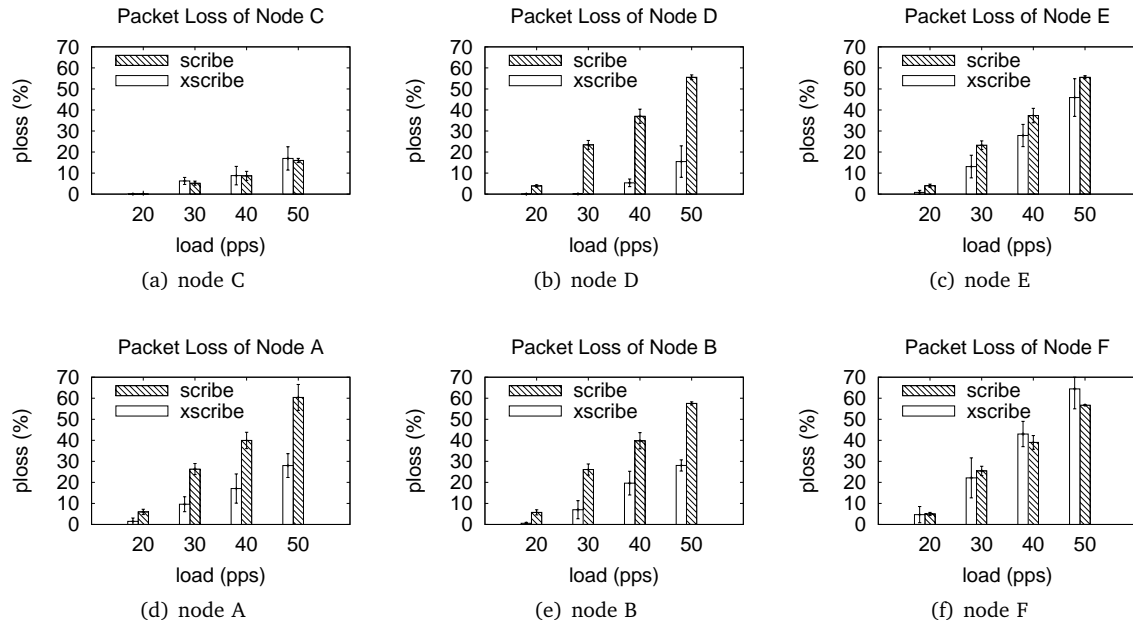 Packet Loss of Node C
70
60
50
40
30
20
10
0
ploss (%)
scribe
xscribe
20 30 40 50
load (pps)
(a) node C
Packet Loss of Node D
70
60
50
40
30
20
10
0
ploss (%)
scribe
xscribe
20 30 40 50
load (pps)
(b) node D
Packet Loss of Node E
70
60
50
40
30
20
10
0
ploss (%)
scribe
xscribe
20 30 40 50
load (pps)
(c) node E
Packet Loss of Node A
70
60
50
40
30
20
10
0
ploss (%)
scribe
xscribe
20 30 40 50
load (pps)
(d) node A
Packet Loss of Node B
70
60
50
40
30
20
10
0
ploss (%)
scribe
xscribe
20 30 40 50
load (pps)
(e) node B
Packet Loss of Node F
70
60
50
40
30
20
10
0
ploss (%)
scribe
xscribe
20 30 40 50
load (pps)
(f) node F